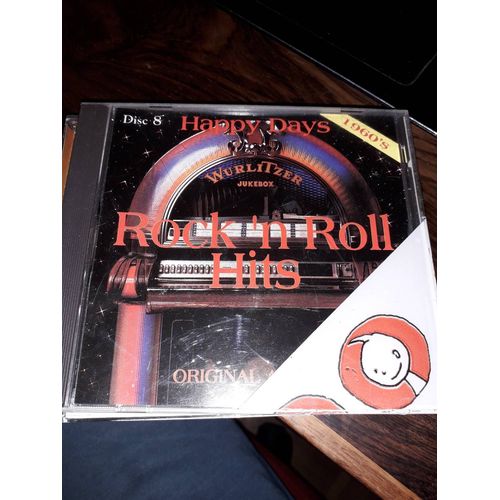 Disc 8
Happy Days
1960's
WURLITZER
JUKEBOX
Rock 'n Roll
Hits
ORIGINAL